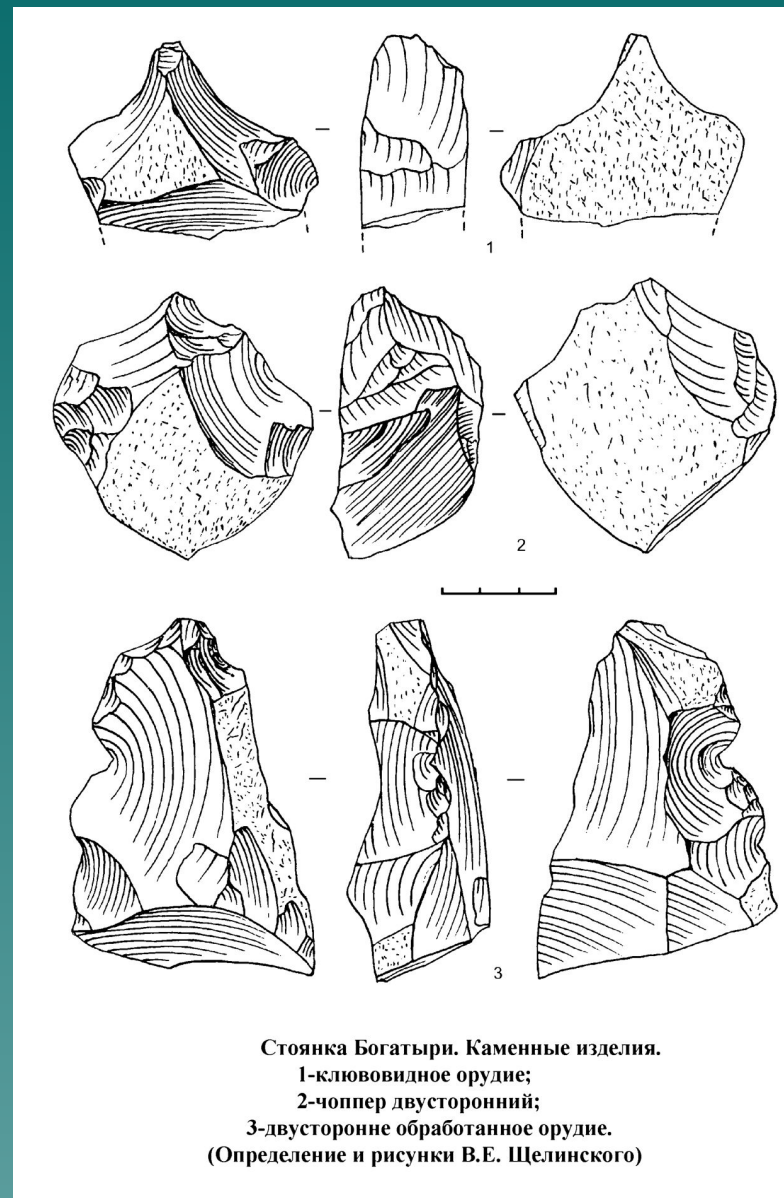 1
2
3
Стоянка Богатыри. Каменные изделия.
1-клювовидное орудие;
2-чоппер двусторонний;
3-двусторонне обработанное орудие.
(Определение и рисунки В.Е. Щелинского)